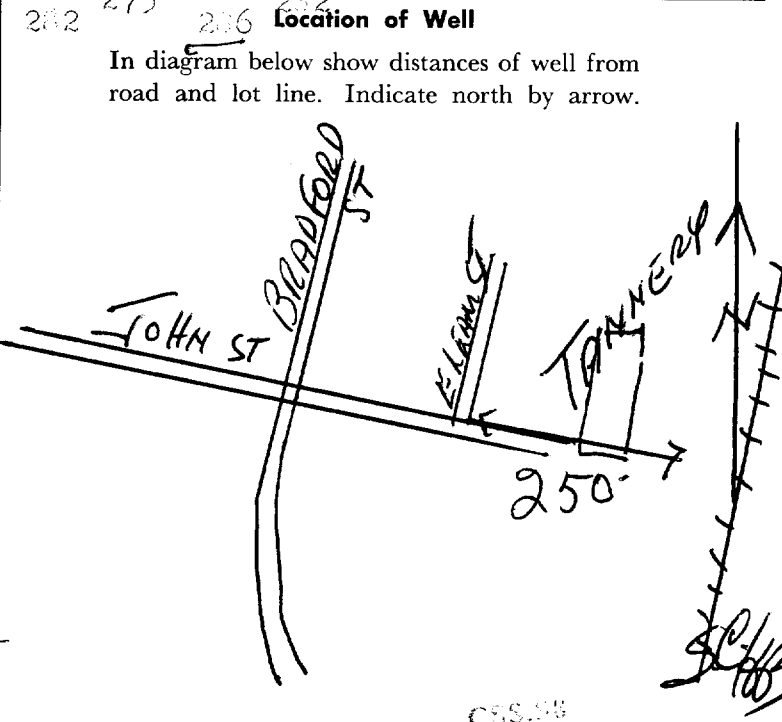 Location of Well
In diagram below show distances of well from
road and lot line. Indicate north by arrow.
BRADFORD
ST
JOHN ST
TANNERY
N
250'